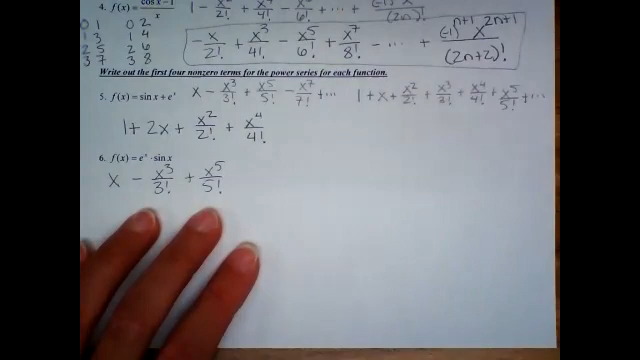 4. f(x) = (cos x − 1)/x   1 − x²/2! + x⁴/4! − x⁶/6! + ⋯ + /(2n)!
0 1   0 2
1 3   1 4
2 5   2 6
3 7   3 8
−x/2! + x³/4! − x⁵/6! + x⁷/8! − ⋯ + (−1)ⁿ⁺¹ x²ⁿ⁺¹/(2n+2)!
Write out the first four nonzero terms for the power series for each function.
5. f(x) = sin x + eˣ   x − x³/3! + x⁵/5! − x⁷/7! + ⋯   1 + x + x²/2! + x³/3! + x⁴/4! + x⁵/5! + ⋯
1 + 2x + x²/2! + x⁴/4!
6. f(x) = eˣ · sin x
x − x³/3! + x⁵/5!